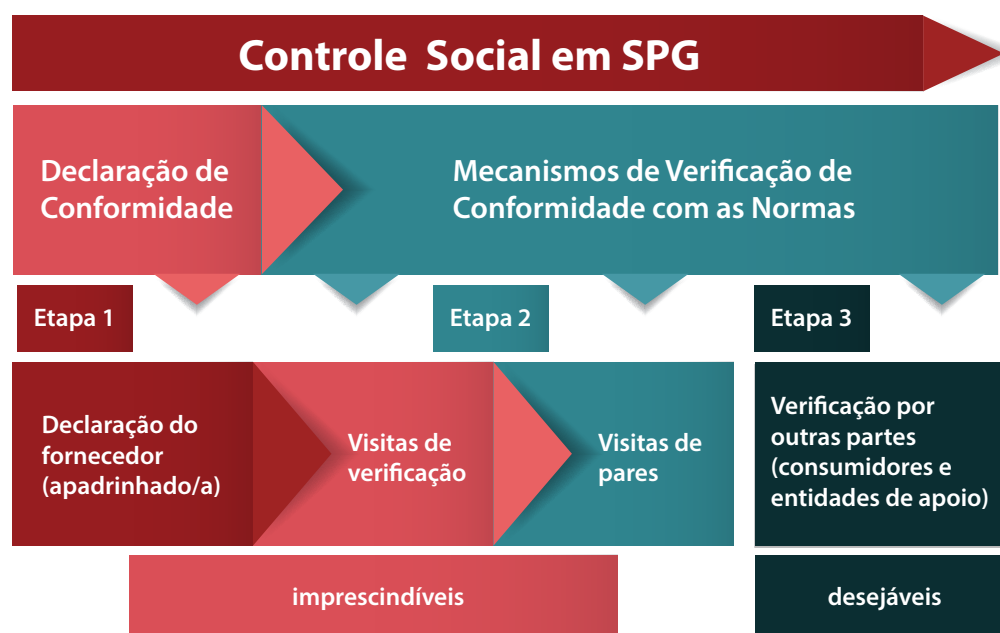 Controle Social em SPG
Declaração de
Conformidade
Mecanismos de Verificação de
Conformidade com as Normas
Etapa 1
Etapa 2
Etapa 3
Declaração do
fornecedor
(apadrinhado/a)
Visitas de
verificação
Visitas de
pares
Verificação por
outras partes
(consumidores e
entidades de apoio)
imprescindíveis
desejáveis